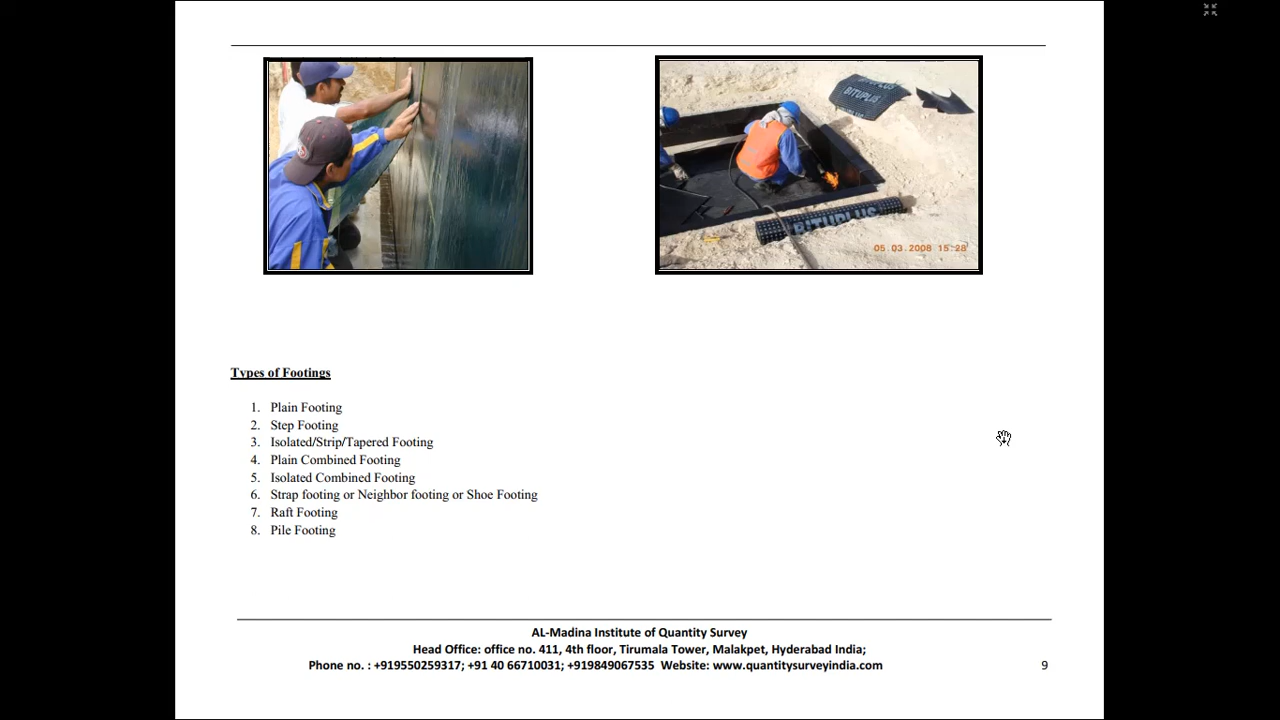 BITUPLUS
BITUPLUS
05.03.2008 15:28
Types of Footings
1. Plain Footing
2. Step Footing
3. Isolated/Strip/Tapered Footing
4. Plain Combined Footing
5. Isolated Combined Footing
6. Strap footing or Neighbor footing or Shoe Footing
7. Raft Footing
8. Pile Footing
AL-Madina Institute of Quantity Survey
Head Office: office no. 411, 4th floor, Tirumala Tower, Malakpet, Hyderabad India;
Phone no. : +919550259317; +91 40 66710031; +919849067535 Website: www.quantitysurveyindia.com
9